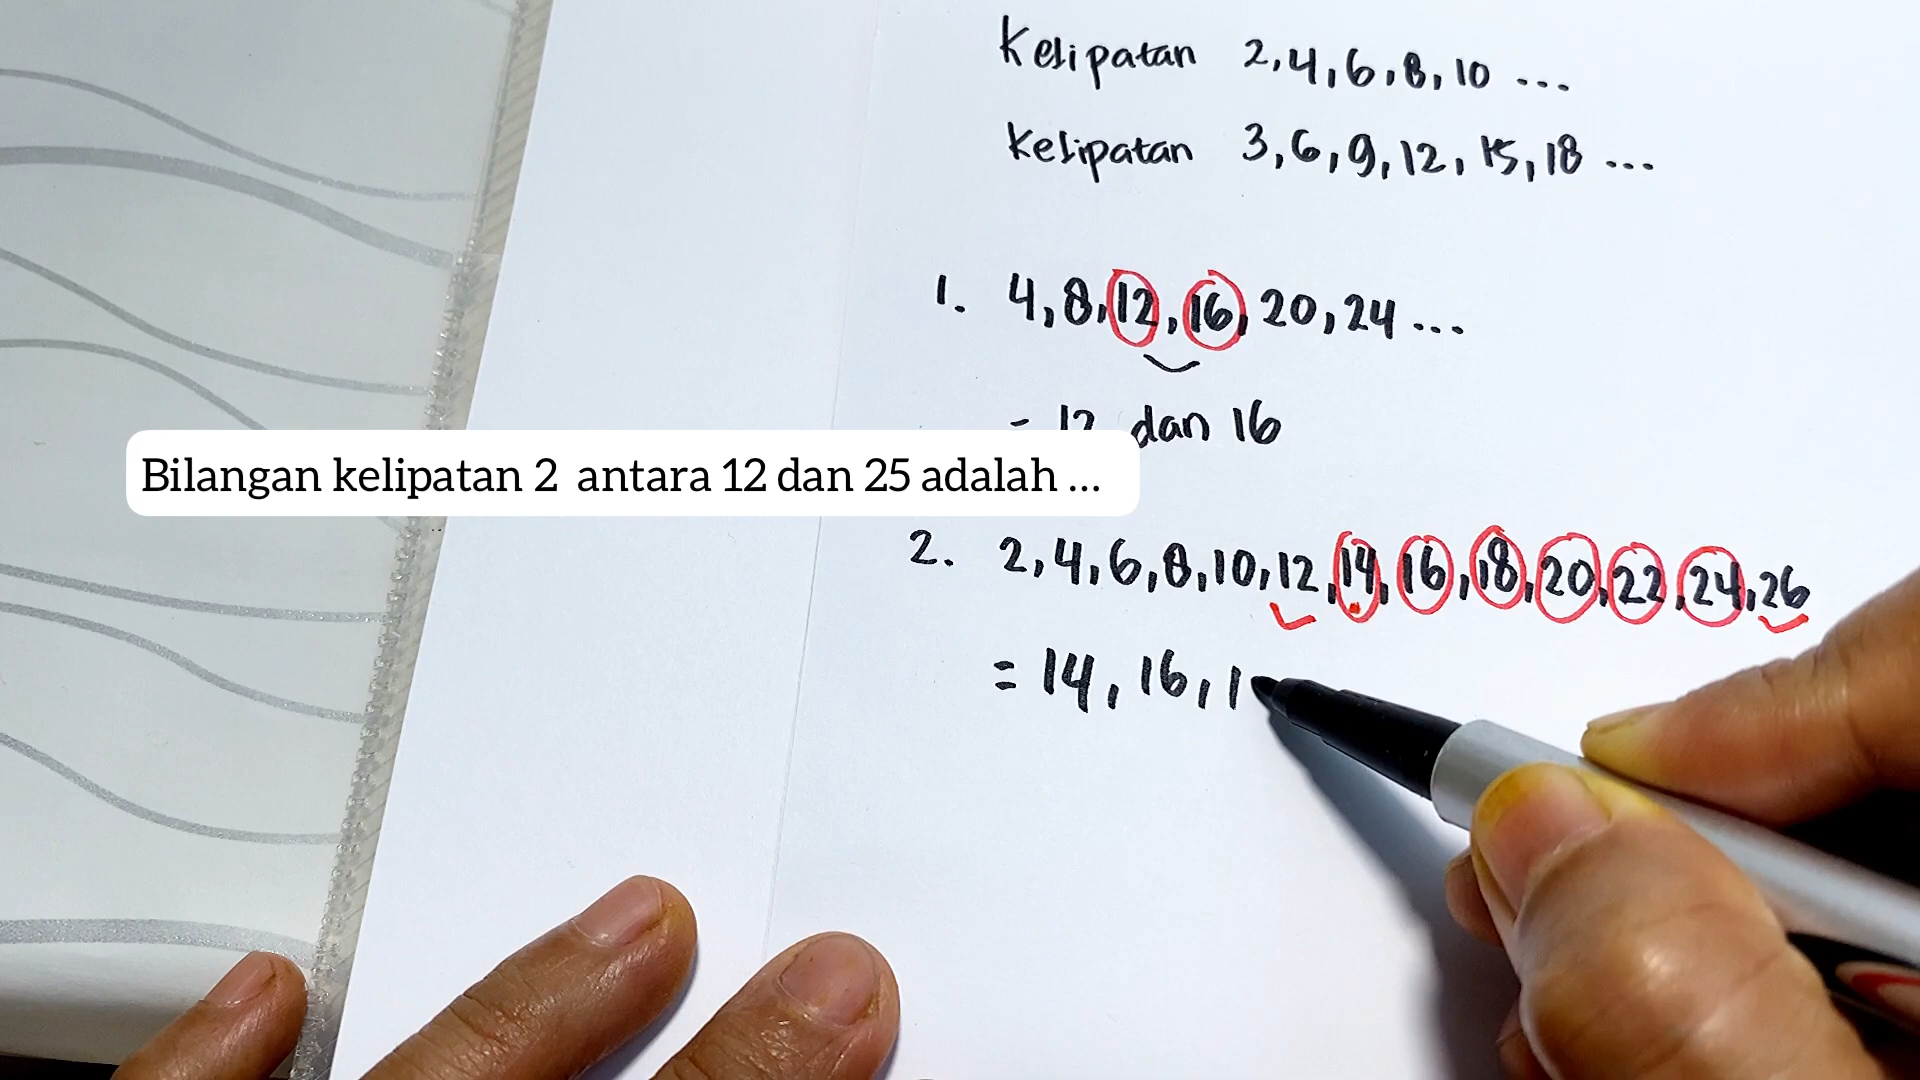 Kelipatan 2, 4, 6, 8, 10 ...
Kelipatan 3, 6, 9, 12, 15, 18 ...
1. 4, 8, 12, 16, 20, 24 ...
= 12 dan 16
Bilangan kelipatan 2 antara 12 dan 25 adalah ...
2. 2, 4, 6, 8, 10, 12, 14, 16, 18, 20, 22, 24, 26
= 14, 16, 1